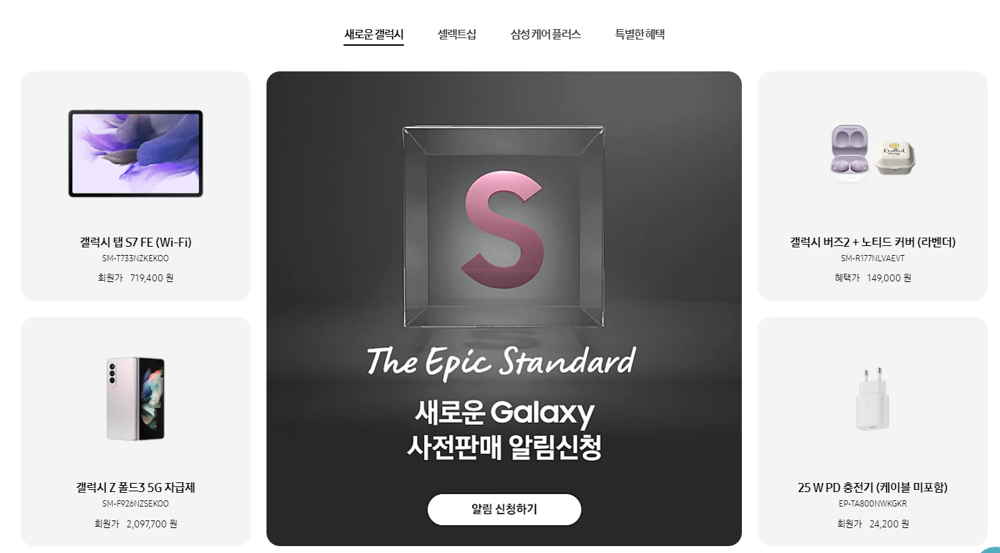 새로운 갤럭시
셀렉트샵
삼성 케어 플러스
특별한 혜택
갤럭시 탭 S7 FE (Wi-Fi)
SM-T733NZKEKOO
회원가 719,400 원
갤럭시 Z 폴드3 5G 자급제
SM-F926NZSEKOO
회원가 2,097,700 원
S
The Epic Standard
새로운 Galaxy
사전판매 알림신청
알림 신청하기
Knotted
갤럭시 버즈2 + 노티드 커버 (라벤더)
SM-R177NLVAEVT
혜택가 149,000 원
25 W PD 충전기 (케이블 미포함)
EP-TA800NWKGKR
회원가 24,200 원